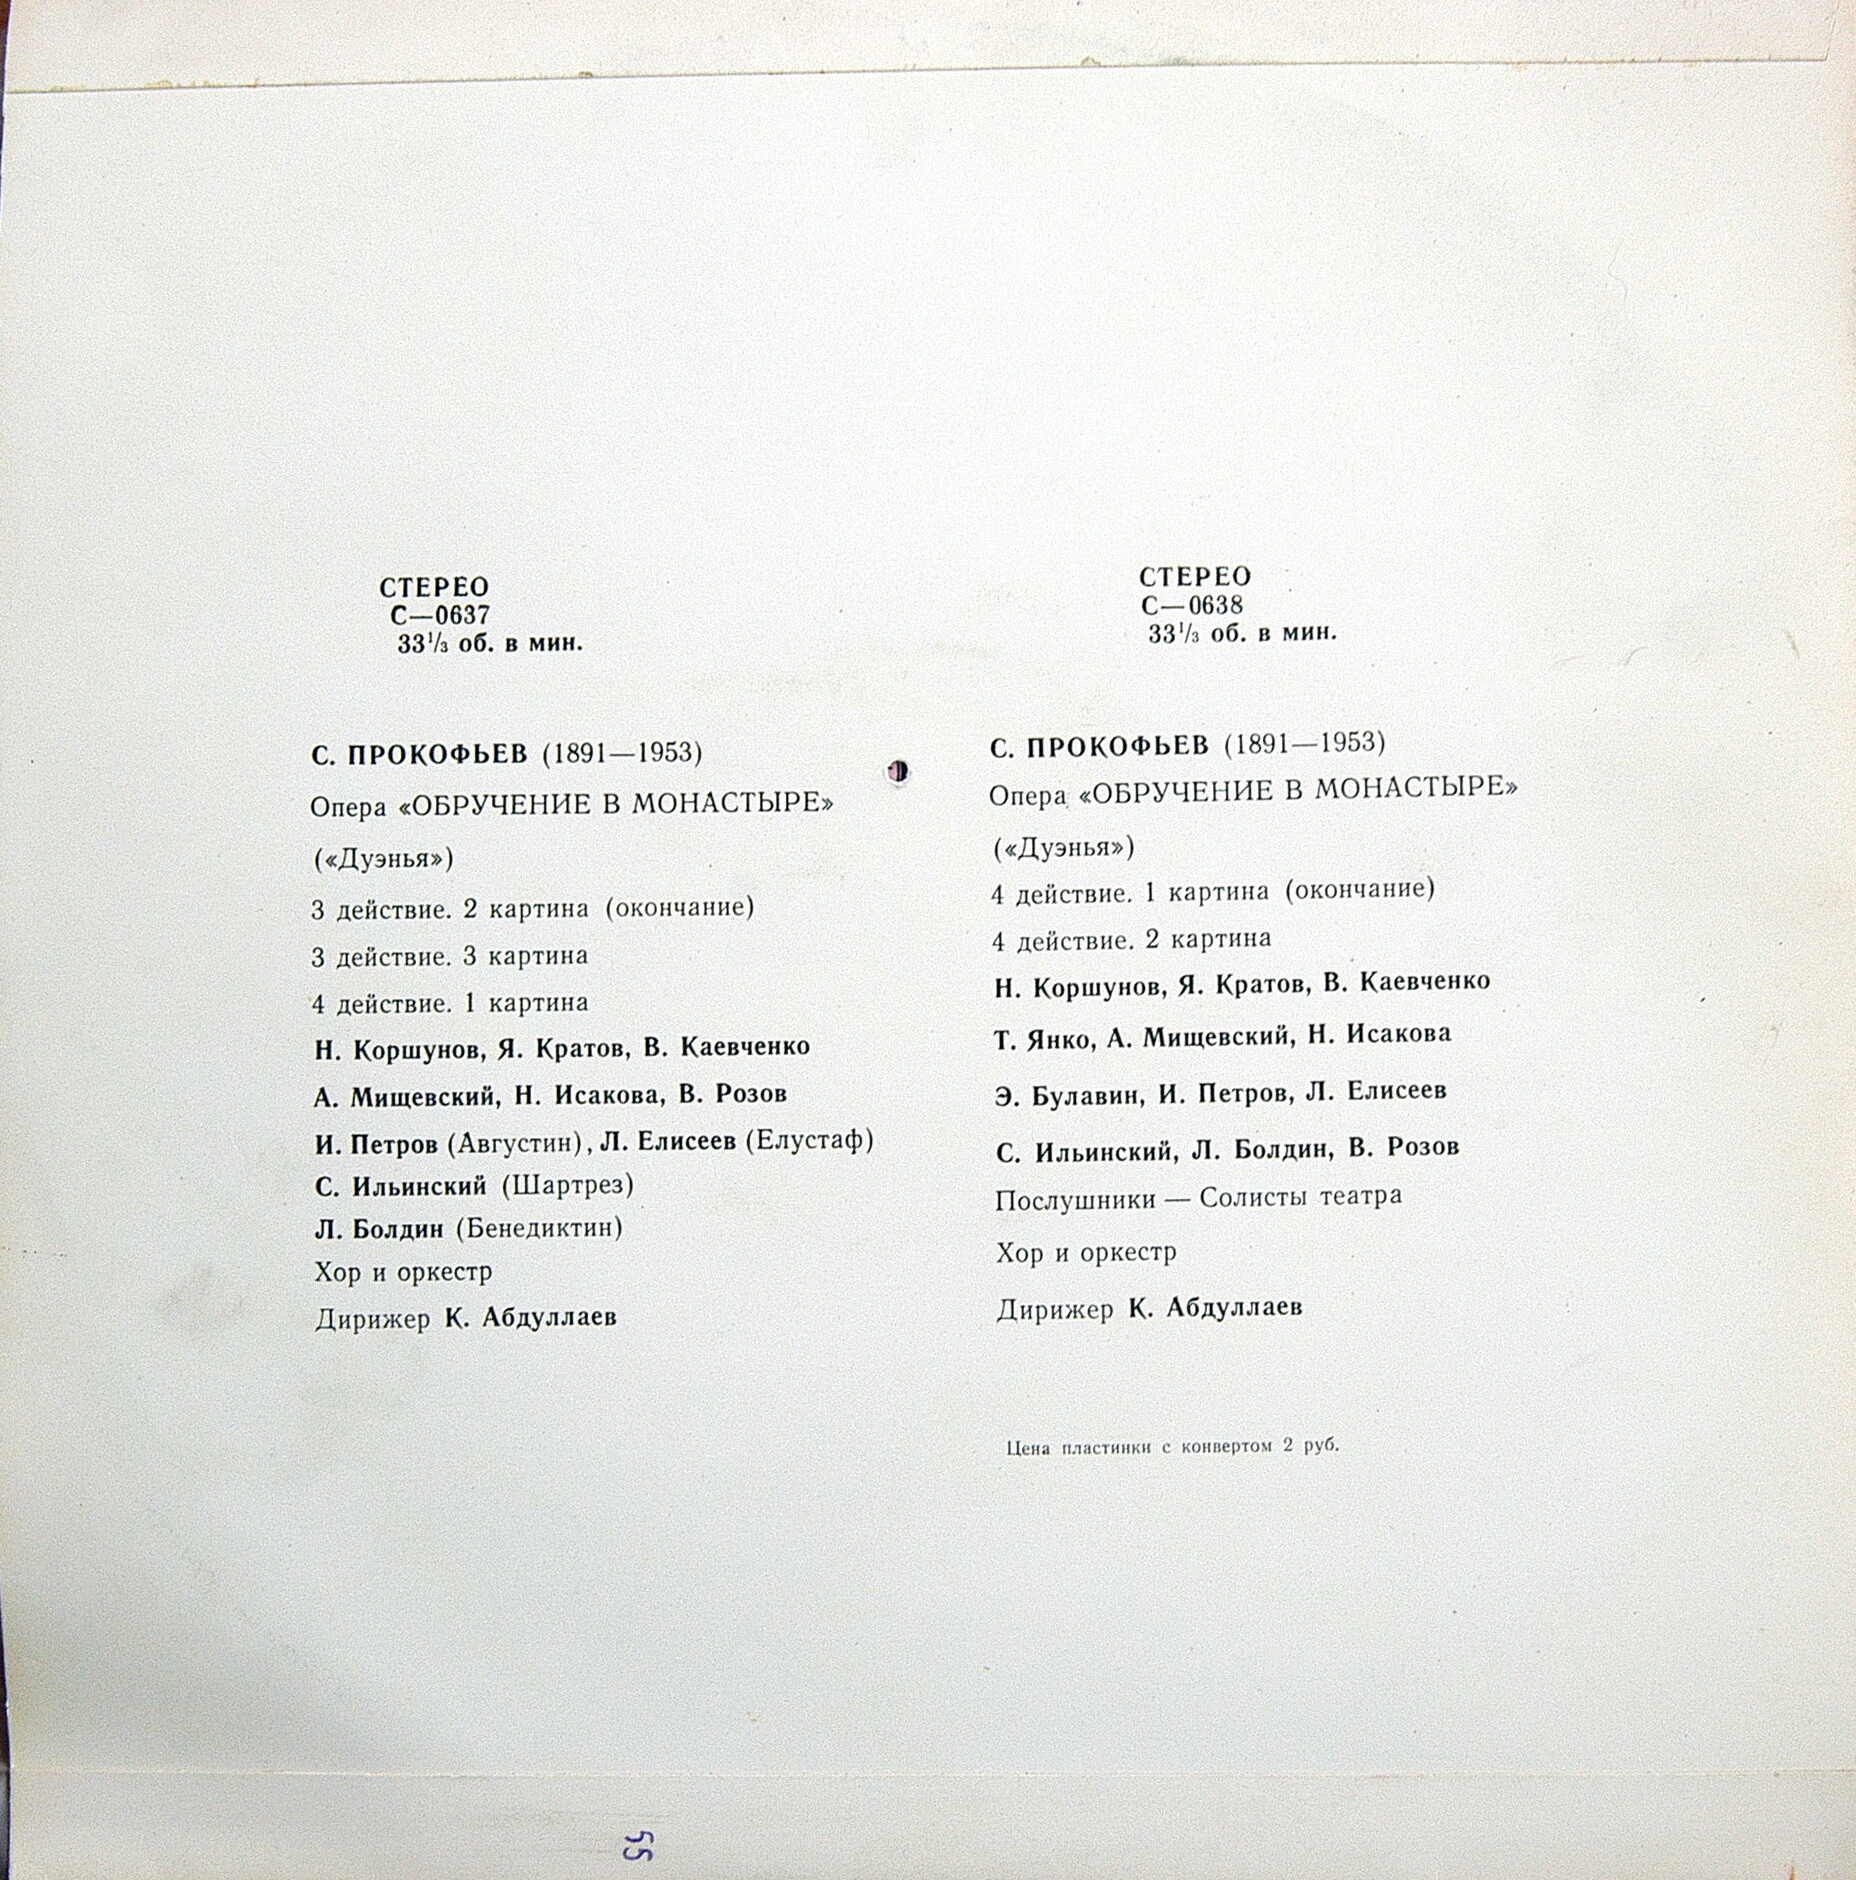 СТЕРЕО
С—0637
33 1/3 об. в мин.
С. ПРОКОФЬЕВ (1891—1953)
Опера «ОБРУЧЕНИЕ В МОНАСТЫРЕ»
(«Дуэнья»)
3 действие. 2 картина (окончание)
3 действие. 3 картина
4 действие. 1 картина
Н. Коршунов, Я. Кратов, В. Каевченко
А. Мищевский, Н. Исакова, В. Розов
И. Петров (Августин), Л. Елисеев (Елустаф)
С. Ильинский (Шартрез)
Л. Болдин (Бенедиктин)
Хор и оркестр
Дирижер К. Абдуллаев
СТЕРЕО
С—0638
33 1/3 об. в мин.
С. ПРОКОФЬЕВ (1891—1953)
Опера «ОБРУЧЕНИЕ В МОНАСТЫРЕ»
(«Дуэнья»)
4 действие. 1 картина (окончание)
4 действие. 2 картина
Н. Коршунов, Я. Кратов, В. Каевченко
Т. Янко, А. Мищевский, Н. Исакова
Э. Булавин, И. Петров, Л. Елисеев
С. Ильинский, Л. Болдин, В. Розов
Послушники — Солисты театра
Хор и оркестр
Дирижер К. Абдуллаев
Цена пластинки с конвертом 2 руб.
55